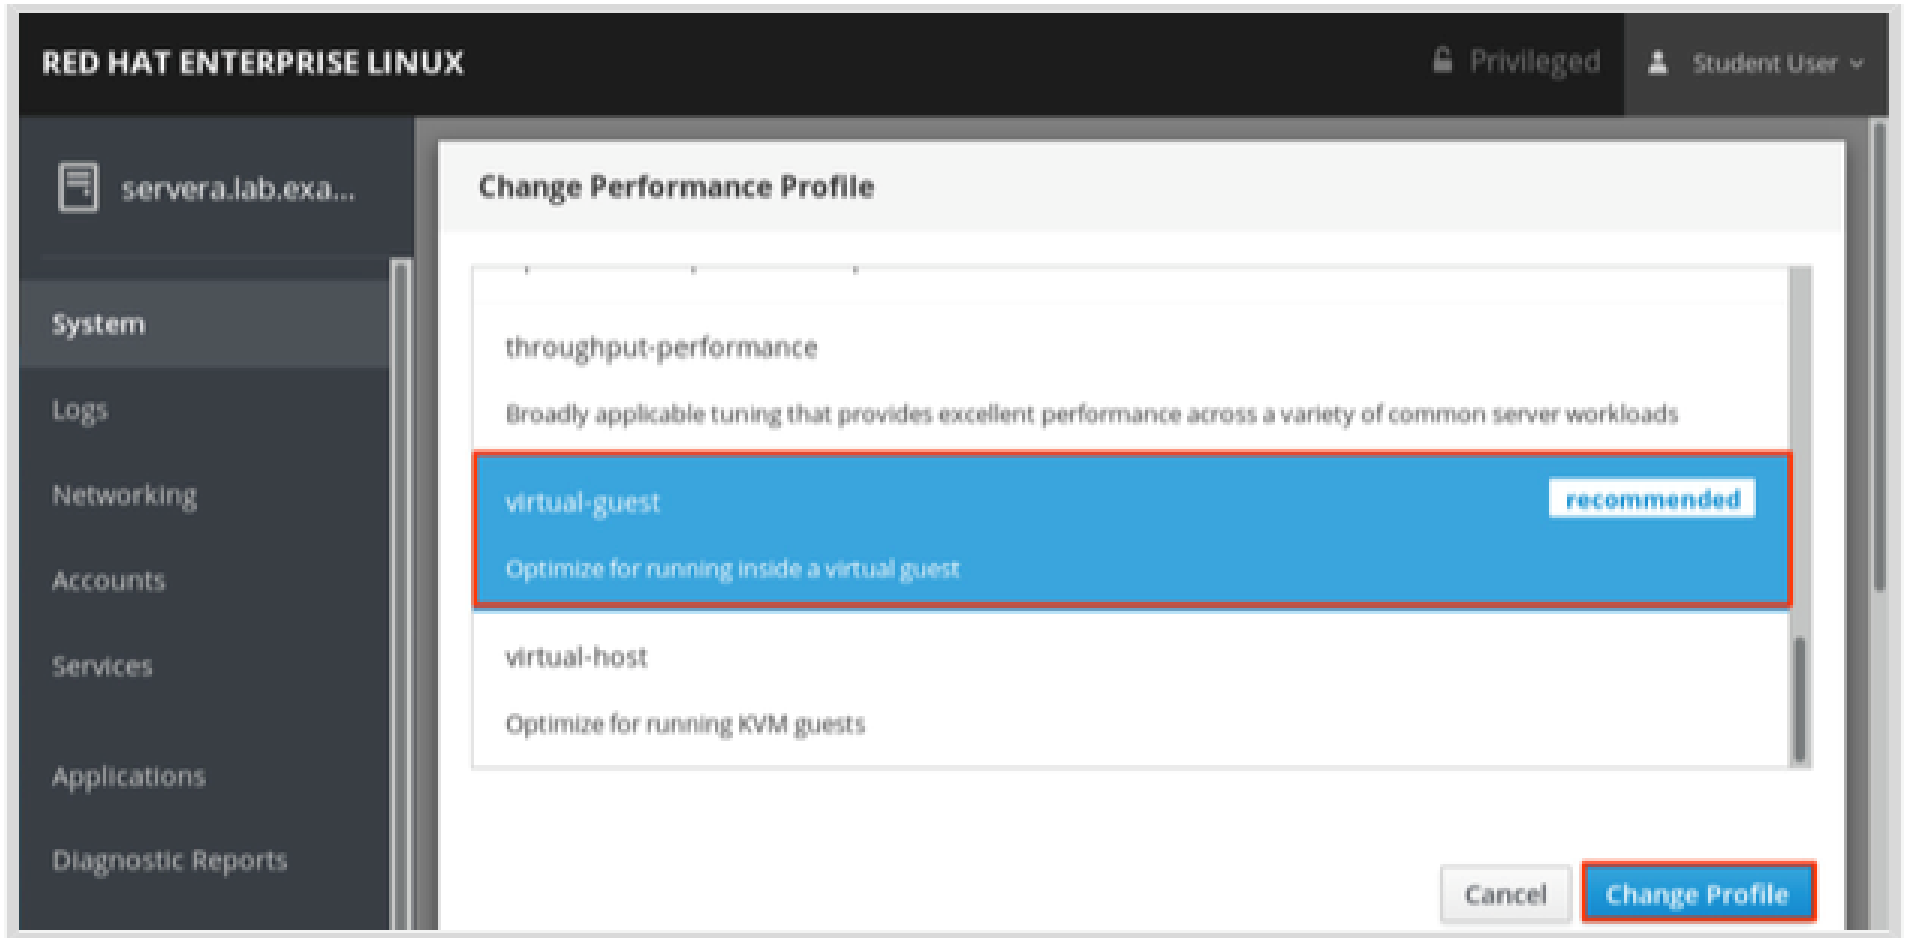 RED HAT ENTERPRISE LINUX
Privileged
Student User
servera.lab.exa...
Change Performance Profile
System
Logs
Networking
Accounts
Services
Applications
Diagnostic Reports
throughput-performance
Broadly applicable tuning that provides excellent performance across a variety of common server workloads
virtual-guest
recommended
Optimize for running inside a virtual guest
virtual-host
Optimize for running KVM guests
Cancel
Change Profile